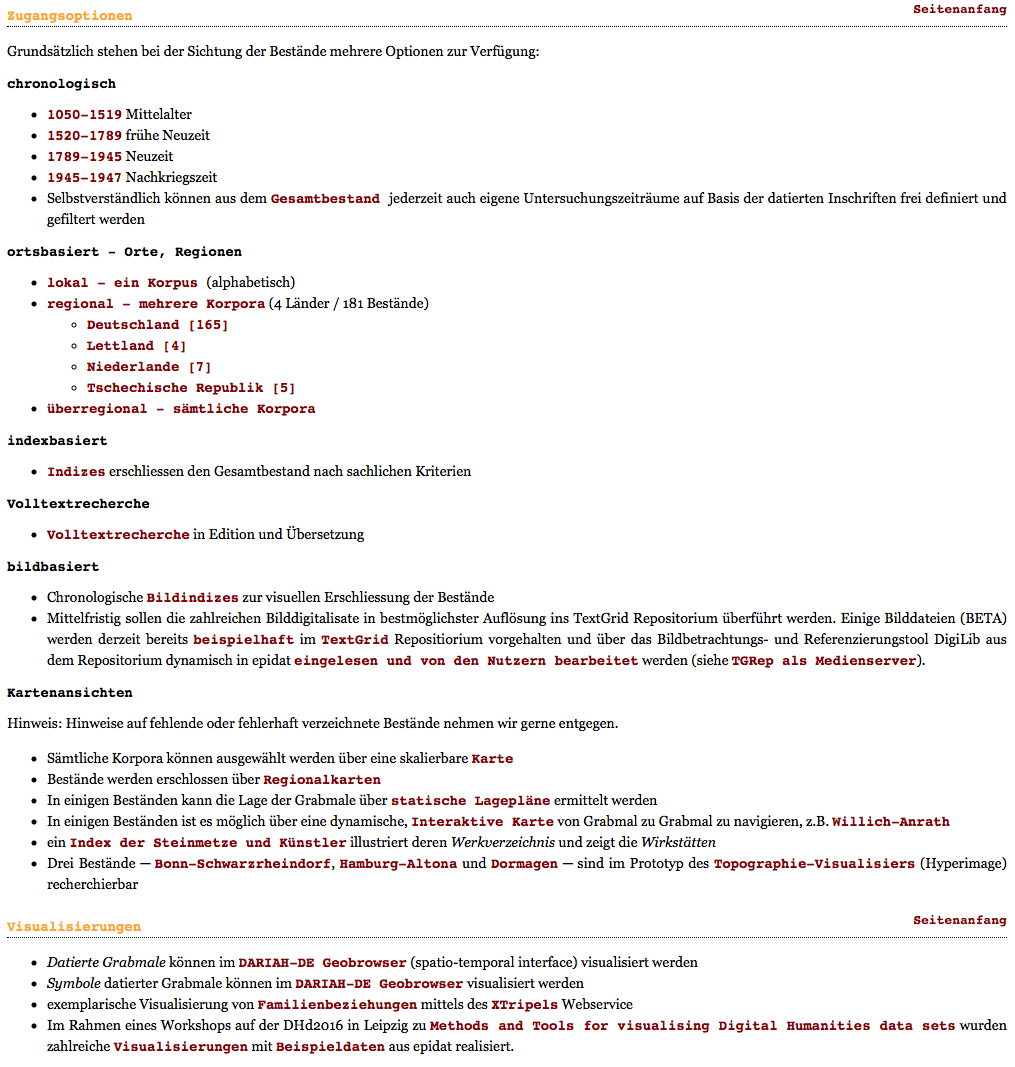 Seitenanfang
Zugangsoptionen
Grundsätzlich stehen bei der Sichtung der Bestände mehrere Optionen zur Verfügung:
chronologisch
• 1050-1519 Mittelalter
• 1520-1789 frühe Neuzeit
• 1789-1945 Neuzeit
• 1945-1947 Nachkriegszeit
• Selbstverständlich können aus dem Gesamtbestand jederzeit auch eigene Untersuchungszeiträume auf Basis der datierten Inschriften frei definiert und
gefiltert werden
ortsbasiert - Orte, Regionen
• lokal - ein Korpus (alphabetisch)
• regional - mehrere Korpora (4 Länder / 181 Bestände)
◦ Deutschland [165]
◦ Lettland [4]
◦ Niederlande [7]
◦ Tschechische Republik [5]
• überregional - sämtliche Korpora
indexbasiert
• Indizes erschliessen den Gesamtbestand nach sachlichen Kriterien
Volltextrecherche
• Volltextrecherche in Edition und Übersetzung
bildbasiert
• Chronologische Bildindizes zur visuellen Erschliessung der Bestände
• Mittelfristig sollen die zahlreichen Bilddigitalisate in bestmöglichster Auflösung ins TextGrid Repositorium überführt werden. Einige Bilddateien (BETA)
werden derzeit bereits beispielhaft im TextGrid Repositiorium vorgehalten und über das Bildbetrachtungs- und Referenzierungstool DigiLib aus
dem Repositorium dynamisch in epidat eingelesen und von den Nutzern bearbeitet werden (siehe TGRep als Medienserver).
Kartenansichten
Hinweis: Hinweise auf fehlende oder fehlerhaft verzeichnete Bestände nehmen wir gerne entgegen.
• Sämtliche Korpora können ausgewählt werden über eine skalierbare Karte
• Bestände werden erschlossen über Regionalkarten
• In einigen Beständen kann die Lage der Grabmale über statische Lagepläne ermittelt werden
• In einigen Beständen ist es möglich über eine dynamische, Interaktive Karte von Grabmal zu Grabmal zu navigieren, z.B. Willich-Anrath
• ein Index der Steinmetze und Künstler illustriert deren Werkverzeichnis und zeigt die Wirkstätten
• Drei Bestände — Bonn-Schwarzrheindorf, Hamburg-Altona und Dormagen — sind im Prototyp des Topographie-Visualisiers (Hyperimage)
recherchierbar
Seitenanfang
Visualisierungen
• Datierte Grabmale können im DARIAH-DE Geobrowser (spatio-temporal interface) visualisiert werden
• Symbole datierter Grabmale können im DARIAH-DE Geobrowser visualisiert werden
• exemplarische Visualisierung von Familienbeziehungen mittels des XTripels Webservice
• Im Rahmen eines Workshops auf der DHd2016 in Leipzig zu Methods and Tools for visualising Digital Humanities data sets wurden
zahlreiche Visualisierungen mit Beispieldaten aus epidat realisiert.